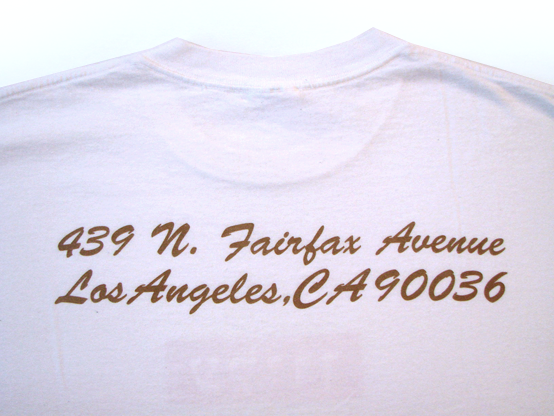 439 N. Fairfax Avenue
Los Angeles, CA 90036